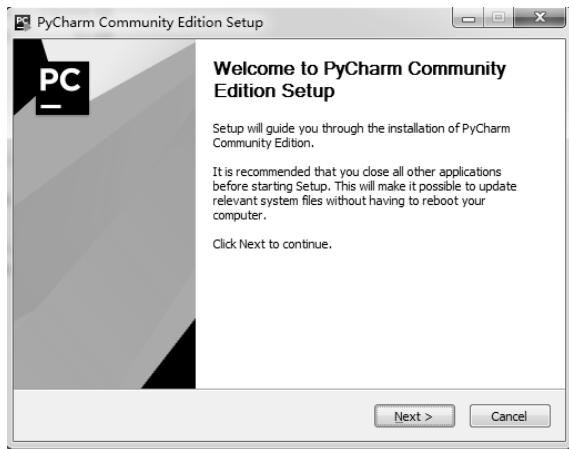 PyCharm Community Edition Setup
PC
Welcome to PyCharm Community
Edition Setup
Setup will guide you through the installation of PyCharm
Community Edition.
It is recommended that you close all other applications
before starting Setup. This will make it possible to update
relevant system files without having to reboot your
computer.
Click Next to continue.
Next >
Cancel